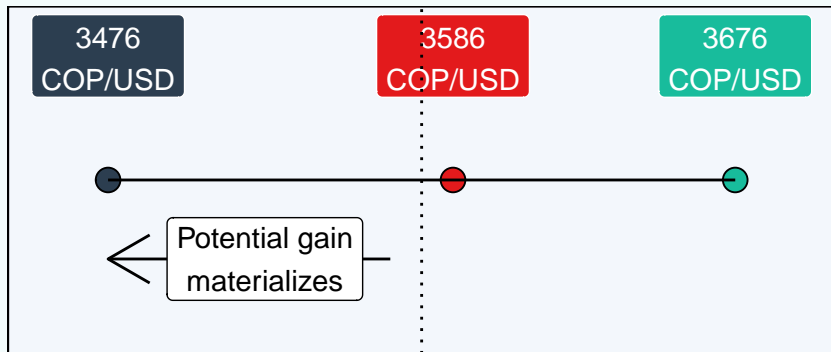 3476
COP/USD
3586
COP/USD
3676
COP/USD
Potential gain
materializes